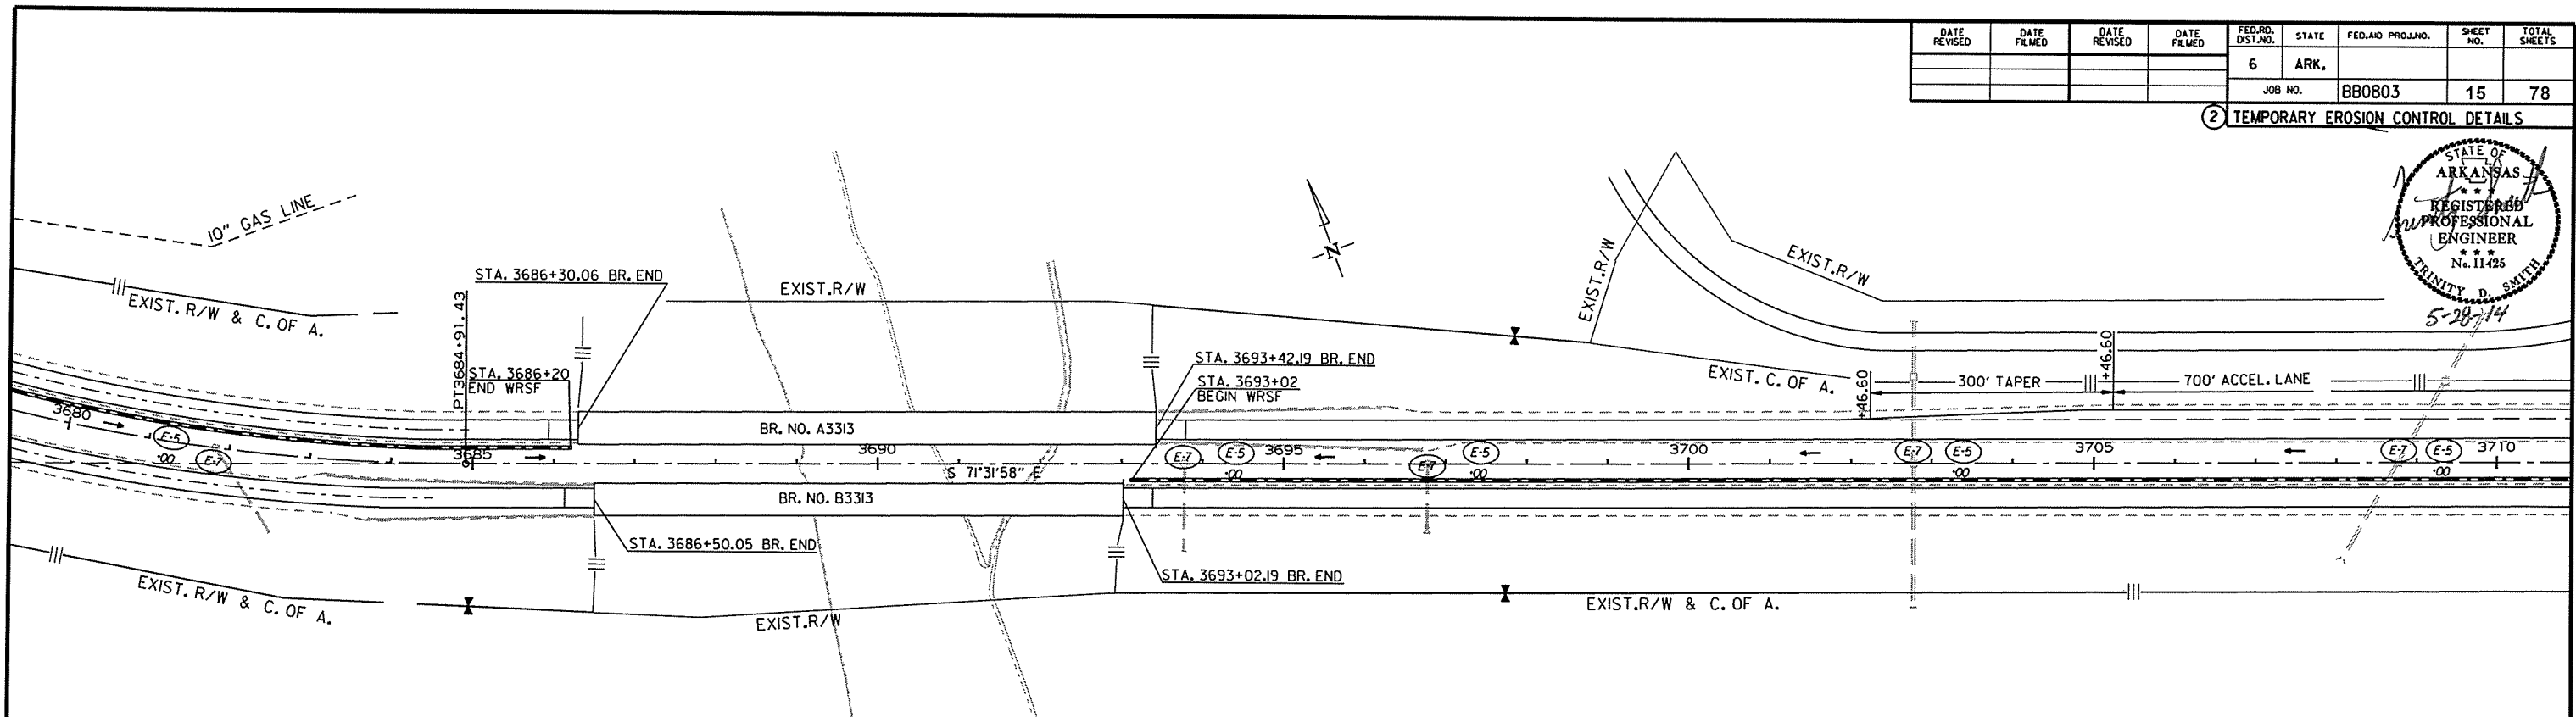 DATE REVISED
DATE FILMED
DATE REVISED
DATE FILMED
FED.RD. DIST.NO.
STATE
FED.AID PROJ.NO.
SHEET NO.
TOTAL SHEETS
6
ARK.
JOB NO.
BB0803
15
78
2
TEMPORARY EROSION CONTROL DETAILS
STATE OF
ARKANSAS
REGISTERED
PROFESSIONAL
ENGINEER
No. 11425
TRINITY D. SMITH
5-28-14
10" GAS LINE
EXIST. R/W & C. OF A.
PT3684+91.43
STA. 3686+30.06 BR. END
STA. 3686+20
END WRSF
EXIST.R/W
N
STA. 3693+42.19 BR. END
STA. 3693+02
BEGIN WRSF
EXIST.R/W
EXIST.R/W
EXIST. C. OF A.
+46.60
300' TAPER
+46.60
700' ACCEL. LANE
BR. NO. A3313
3680
E-5
+00
E-7
3685
3690
S 71°31'58" E
E-7
E-5
+00
3695
E-7
E-5
+00
3700
E-7
E-5
+00
3705
E-7
E-5
+00
3710
BR. NO. B3313
STA. 3686+50.05 BR. END
STA. 3693+02.19 BR. END
EXIST. R/W & C. OF A.
EXIST.R/W
EXIST.R/W & C. OF A.